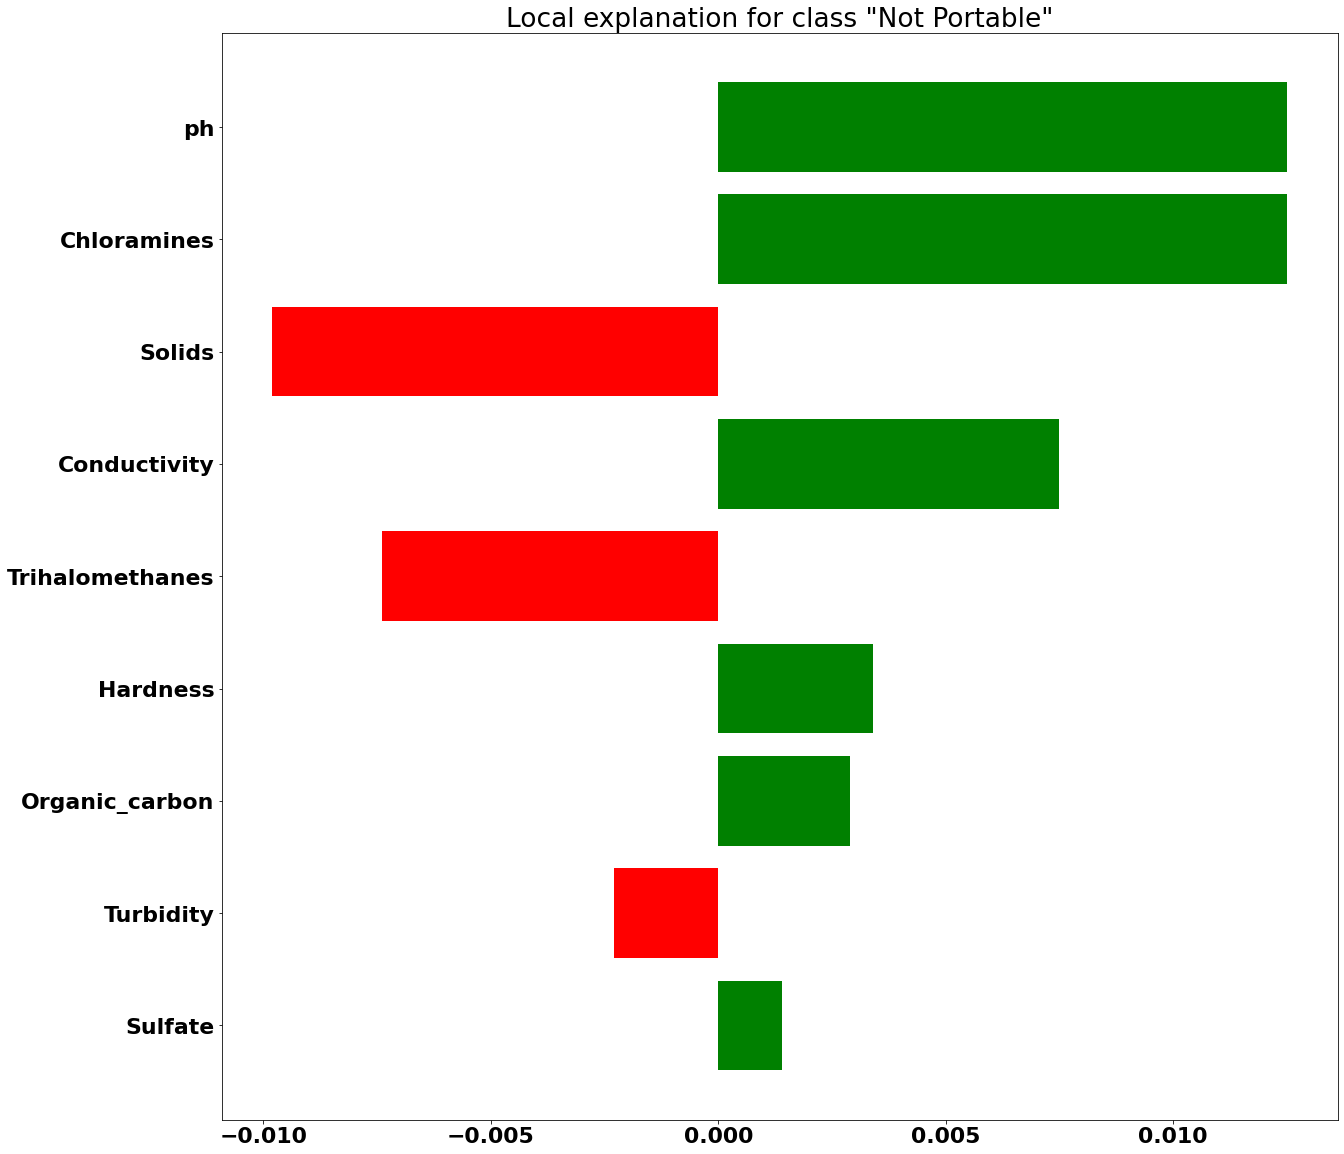 Local explanation for class "Not Portable"
ph
Chloramines
Solids
Conductivity
Trihalomethanes
Hardness
Organic_carbon
Turbidity
Sulfate
−0.010 −0.005 0.000 0.005 0.010